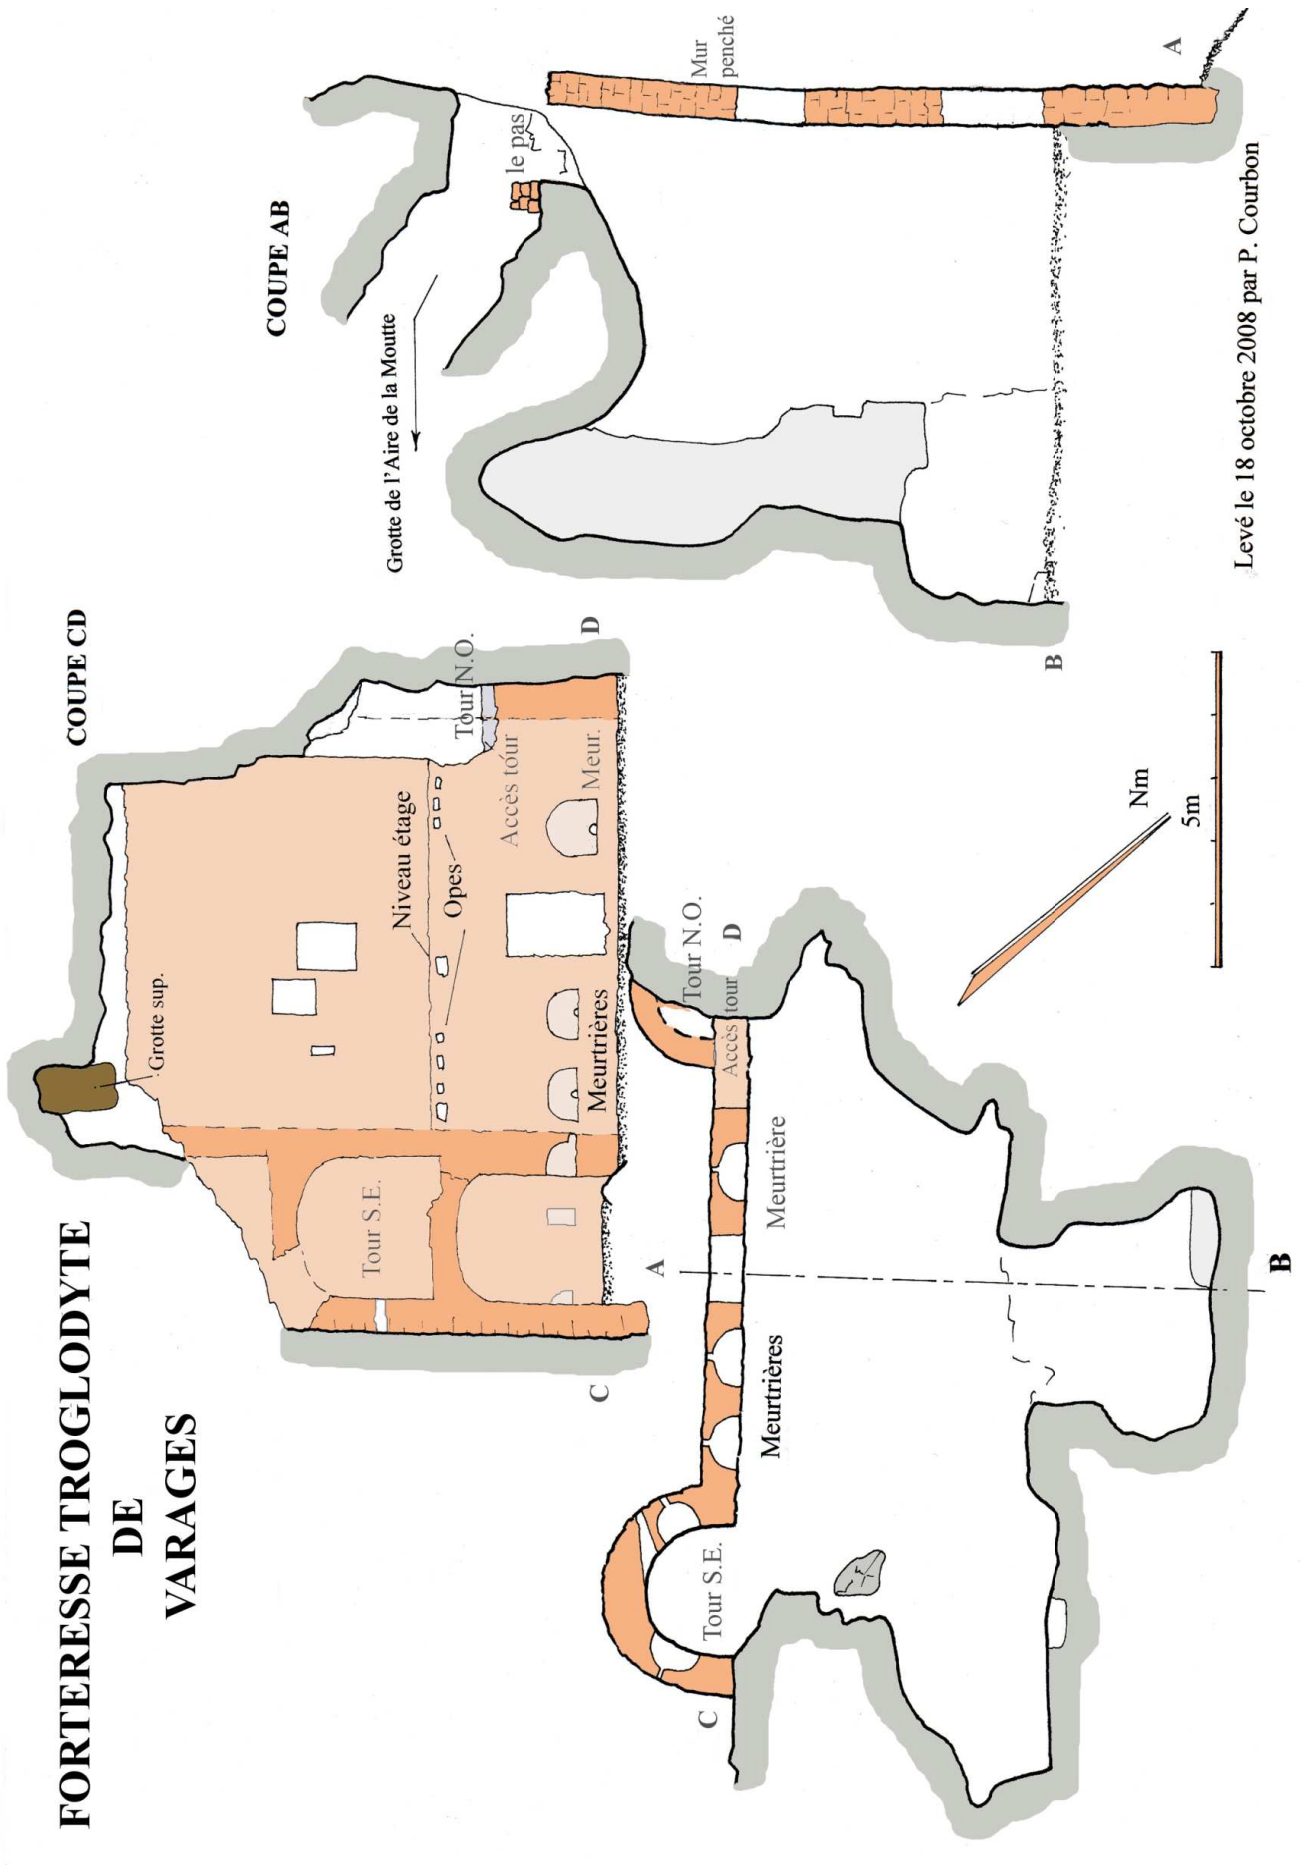 FORTERESSE TROGLODYTE
DE
VARAGES
COUPE CD
Grotte sup.
Tour S.E.
Niveau étage
Opes
Meurtrières
Accès tour
Meur.
Tour N.O.
C
D
COUPE AB
Grotte de l'Aire de la Moutte
le pas
Mur
penché
B
A
C
Tour S.E.
Meurtrières
A
Meurtrière
Accès tour
Tour N.O.
D
B
Nm
5m
Levé le 18 octobre 2008 par P. Courbon